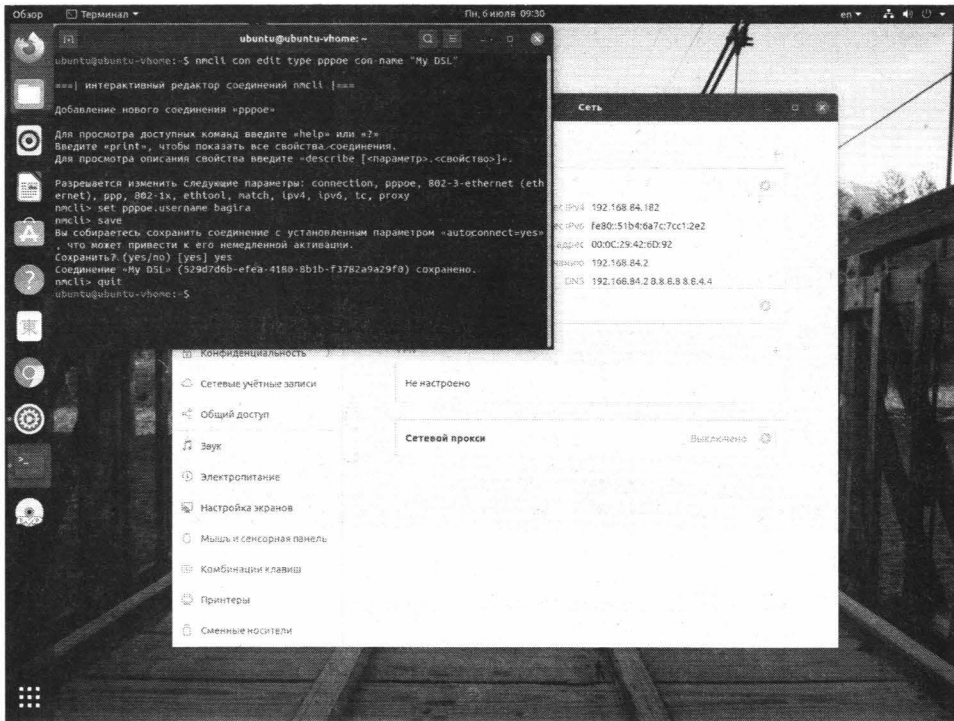 Обзор
Терминал
Пн, 6 июля 09:30
en
ubuntu@ubuntu-vhome: ~
ubuntu@ubuntu-vhome:~$ nmcli con edit type pppoe con-name "My DSL"
===| интерактивный редактор соединений nmcli |===
Добавление нового соединения «pppoe»
Для просмотра доступных команд введите «help» или «?»
Введите «print», чтобы показать все свойства соединения.
Для просмотра описания свойства введите «describe [<параметр>.<свойство>]».
Разрешается изменить следующие параметры: connection, pppoe, 802-3-ethernet (eth
ernet), ppp, 802-1x, ethtool, match, ipv4, ipv6, tc, proxy
nmcli> set pppoe.username bagira
nmcli> save
Вы собираетесь сохранить соединение с установленным параметром «autoconnect=yes»
, что может привести к его немедленной активации.
Сохранить? (yes/no) [yes] yes
Соединение «My DSL» (529d7d6b-efea-4180-8b1b-f3782a9a29f0) сохранено.
nmcli> quit
ubuntu@ubuntu-vhome:~$
Сеть
IPv4 192.168.84.182
IPv6 fe80::51b4:6a7c:7cc1:2e2
адрес 00:0C:29:42:6D:92
192.168.84.2
DNS 192.168.84.2 8.8.8.8 8.8.4.4
Конфиденциальность
Сетевые учётные записи
Не настроено
Общий доступ
Сетевой прокси
Выключено
Звук
Электропитание
Настройка экранов
Мышь и сенсорная панель
Комбинации клавиш
Принтеры
Сменные носители